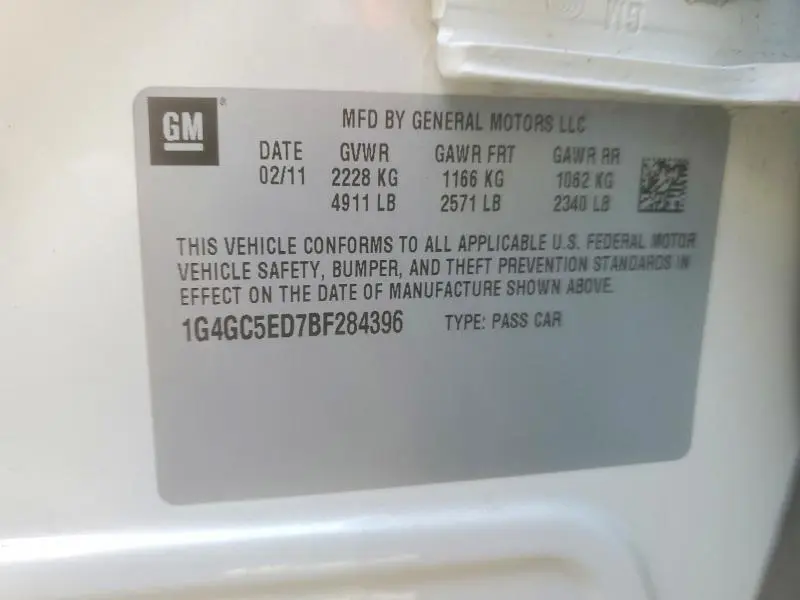 GM
MFD BY GENERAL MOTORS LLC
DATE GVWR GAWR FRT GAWR RR
02/11 2228 KG 1166 KG 1062 KG
4911 LB 2571 LB 2340 LB
THIS VEHICLE CONFORMS TO ALL APPLICABLE U.S. FEDERAL MOTOR
VEHICLE SAFETY, BUMPER, AND THEFT PREVENTION STANDARDS IN
EFFECT ON THE DATE OF MANUFACTURE SHOWN ABOVE.
1G4GC5ED7BF284396 TYPE: PASS CAR